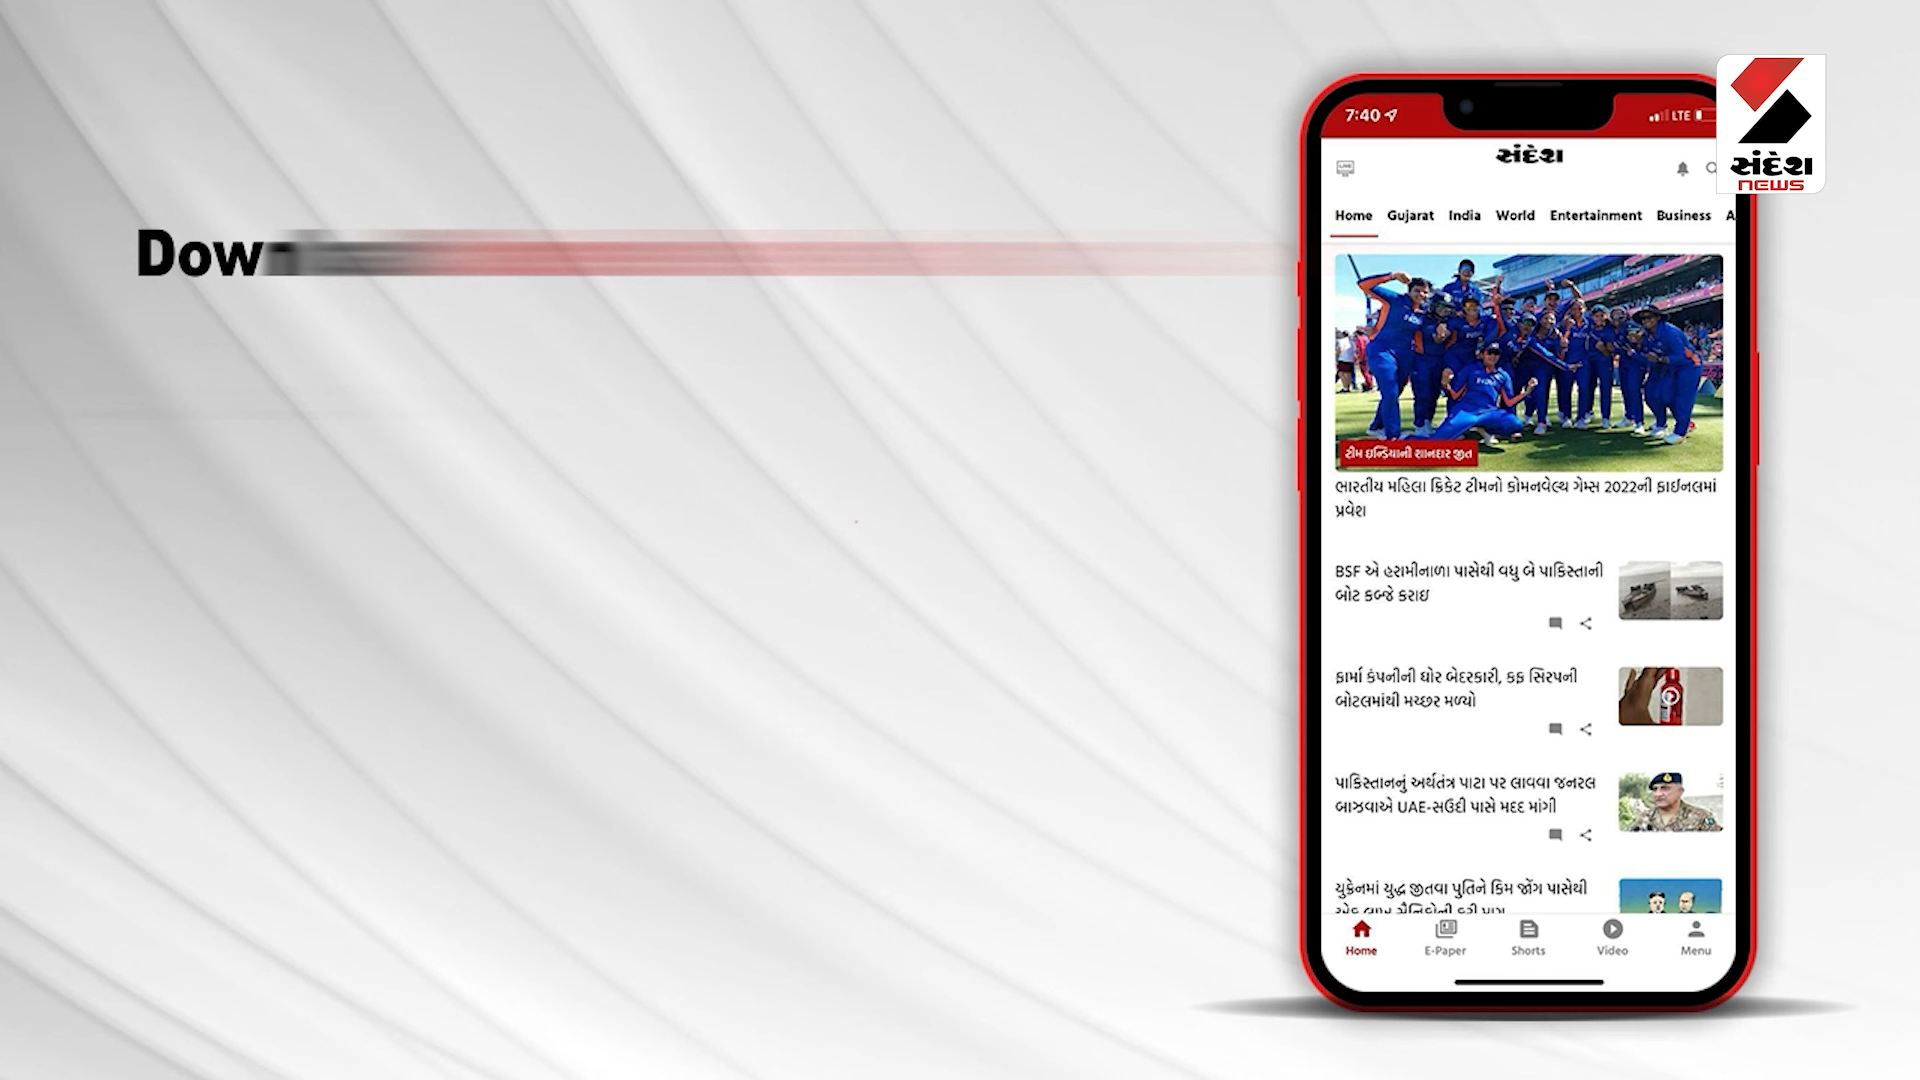 Dow
7:40
LTE
સંદેશ
સંદેશ
NEWS
Home Gujarat India World Entertainment Business A
ટીમ ઇન્ડિયાની શાનદાર જીત
ભારતીય મહિલા ક્રિકેટ ટીમનો કોમનવેલ્થ ગેમ્સ 2022ની ફાઈનલમાં
પ્રવેશ
BSF એ હરામીનાળા પાસેથી વધુ બે પાકિસ્તાની
બોટ કબ્જે કરાઇ
ફાર્મા કંપનીની ઘોર બેદરકારી, કફ સિરપની
બોટલમાંથી મચ્છર મળ્યો
પાકિસ્તાનનું અર્થતંત્ર પાટા પર લાવવા જનરલ
બાઝવાએ UAE-સઉદી પાસે મદદ માંગી
યુક્રેનમાં યુદ્ધ જીતવા પુતિને કિમ જોંગ પાસેથી
Home E-Paper Shorts Video Menu